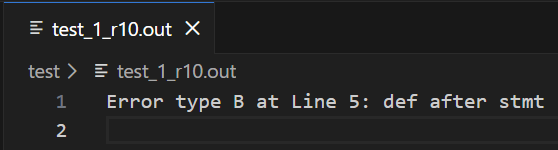 test_1_r10.out
test > test_1_r10.out
1 Error type B at Line 5: def after stmt
2